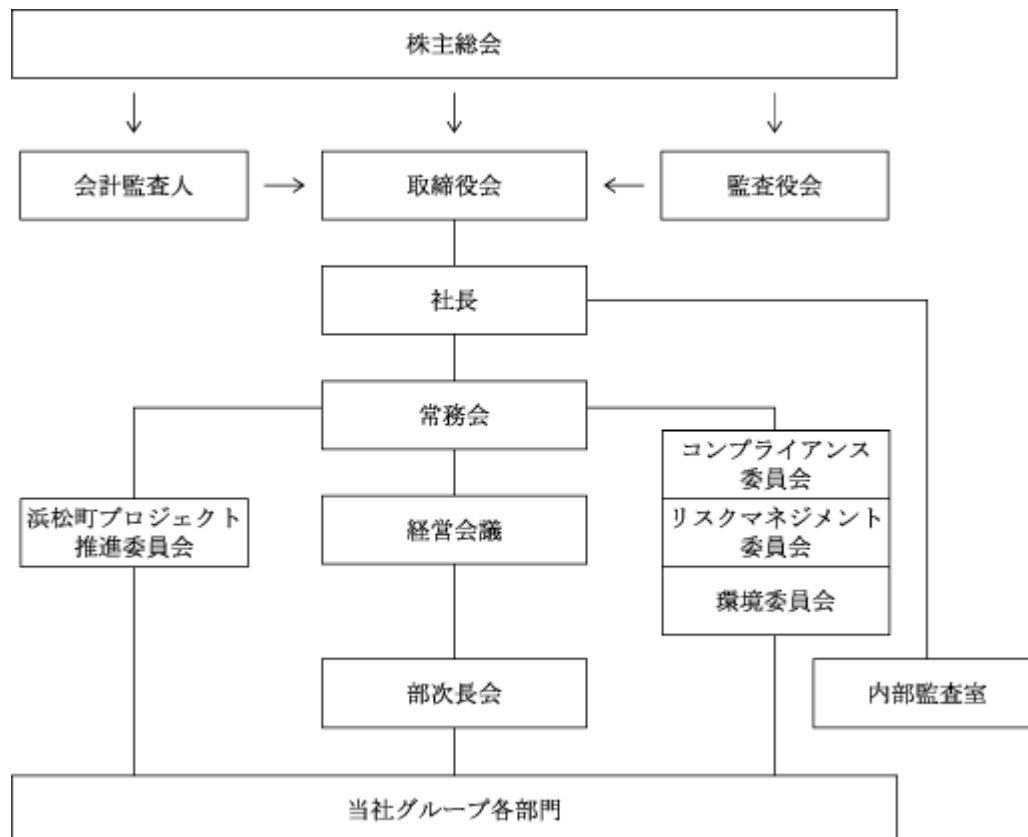 株主総会
会計監査人
取締役会
監査役会
社長
常務会
コンプライアンス
委員会
浜松町プロジェクト
推進委員会
経営会議
リスクマネジメント
委員会
環境委員会
部次長会
内部監査室
当社グループ各部門